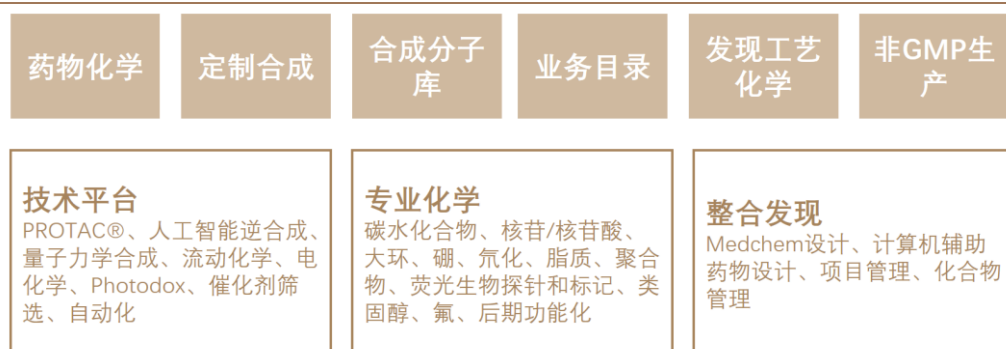 药物化学
定制合成
合成分子
库
业务目录
发现工艺
化学
非GMP生
产
技术平台
PROTAC®、人工智能逆合成、
量子力学合成、流动化学、电
化学、Photodox、催化剂筛
选、自动化
专业化学
碳水化合物、核苷/核苷酸、
大环、硼、氘化、脂质、聚合
物、荧光生物探针和标记、类
固醇、氟、后期功能化
整合发现
Medchem设计、计算机辅助
药物设计、项目管理、化合物
管理